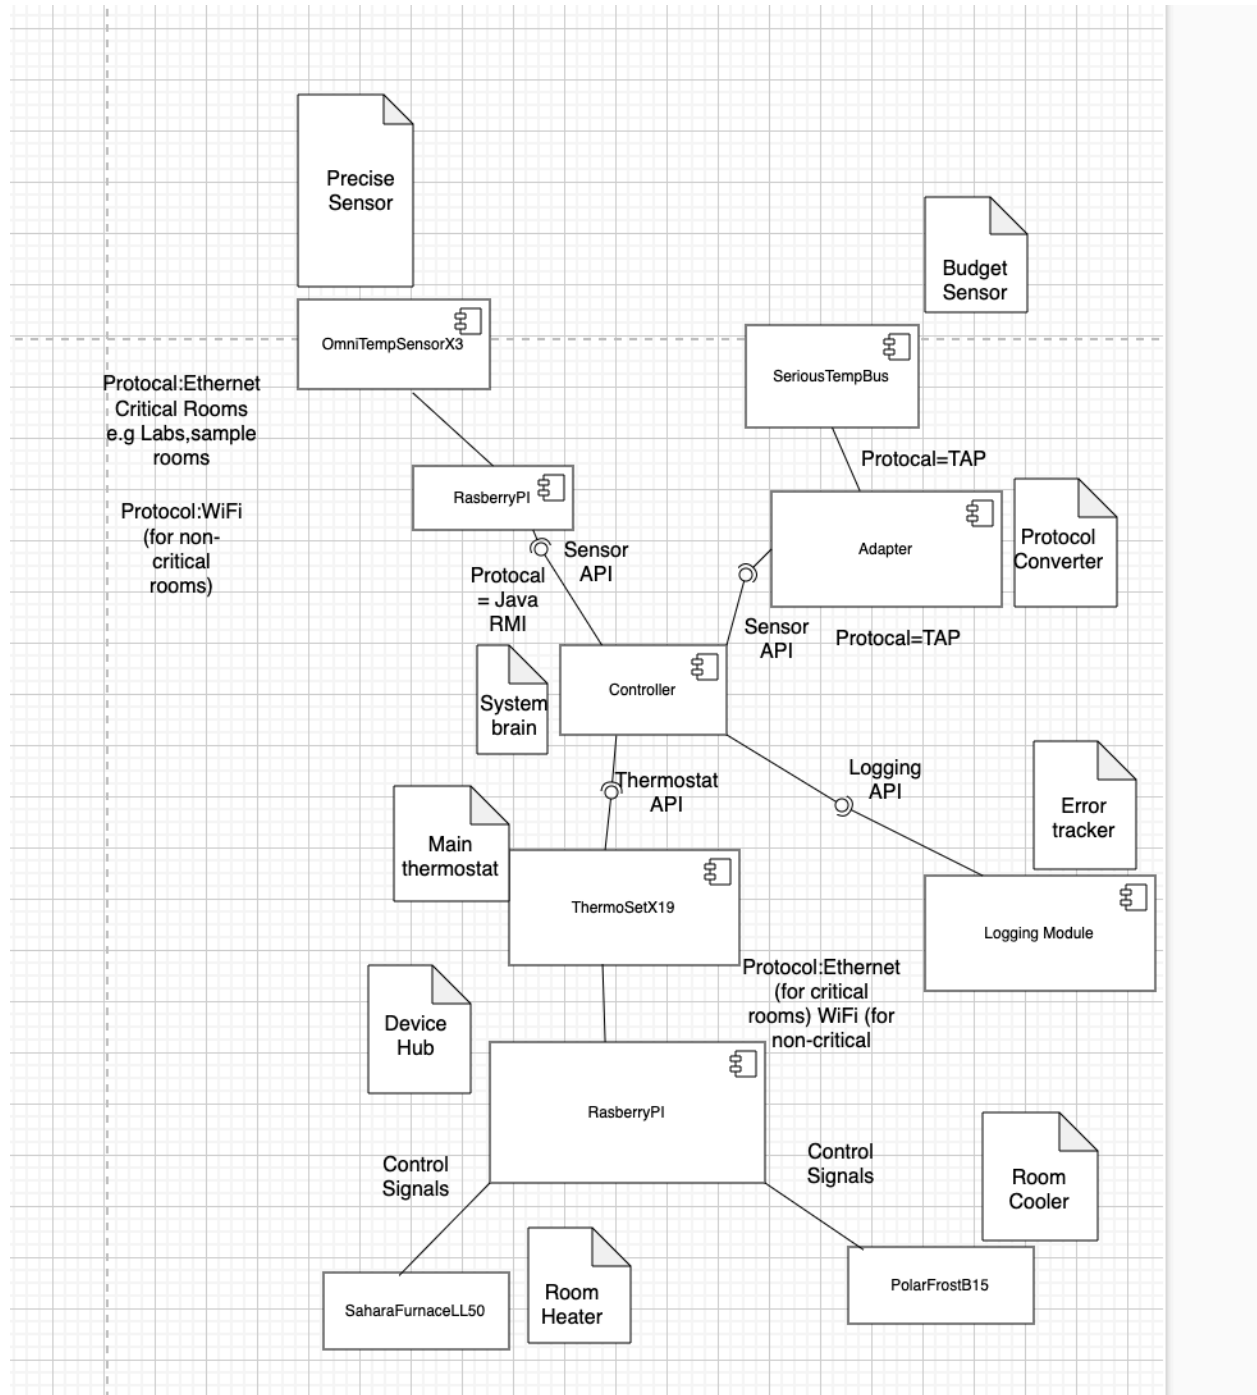 Precise
Sensor
Budget
Sensor
OmniTempSensorX3
SeriousTempBus
Protocal:Ethernet
Critical Rooms
e.g Labs,sample
rooms
Protocol:WiFi
(for non-
critical
rooms)
Protocal=TAP
RasberryPI
Adapter
Protocol
Converter
Sensor
API
Protocal
= Java
RMI
Sensor
API
Protocal=TAP
System
brain
Controller
Thermostat
API
Logging
API
Error
tracker
Main
thermostat
ThermoSetX19
Logging Module
Protocol:Ethernet
(for critical
rooms) WiFi (for
non-critical
Device
Hub
RasberryPI
Control
Signals
Control
Signals
Room
Cooler
Room
Heater
SaharaFurnaceLL50
PolarFrostB15